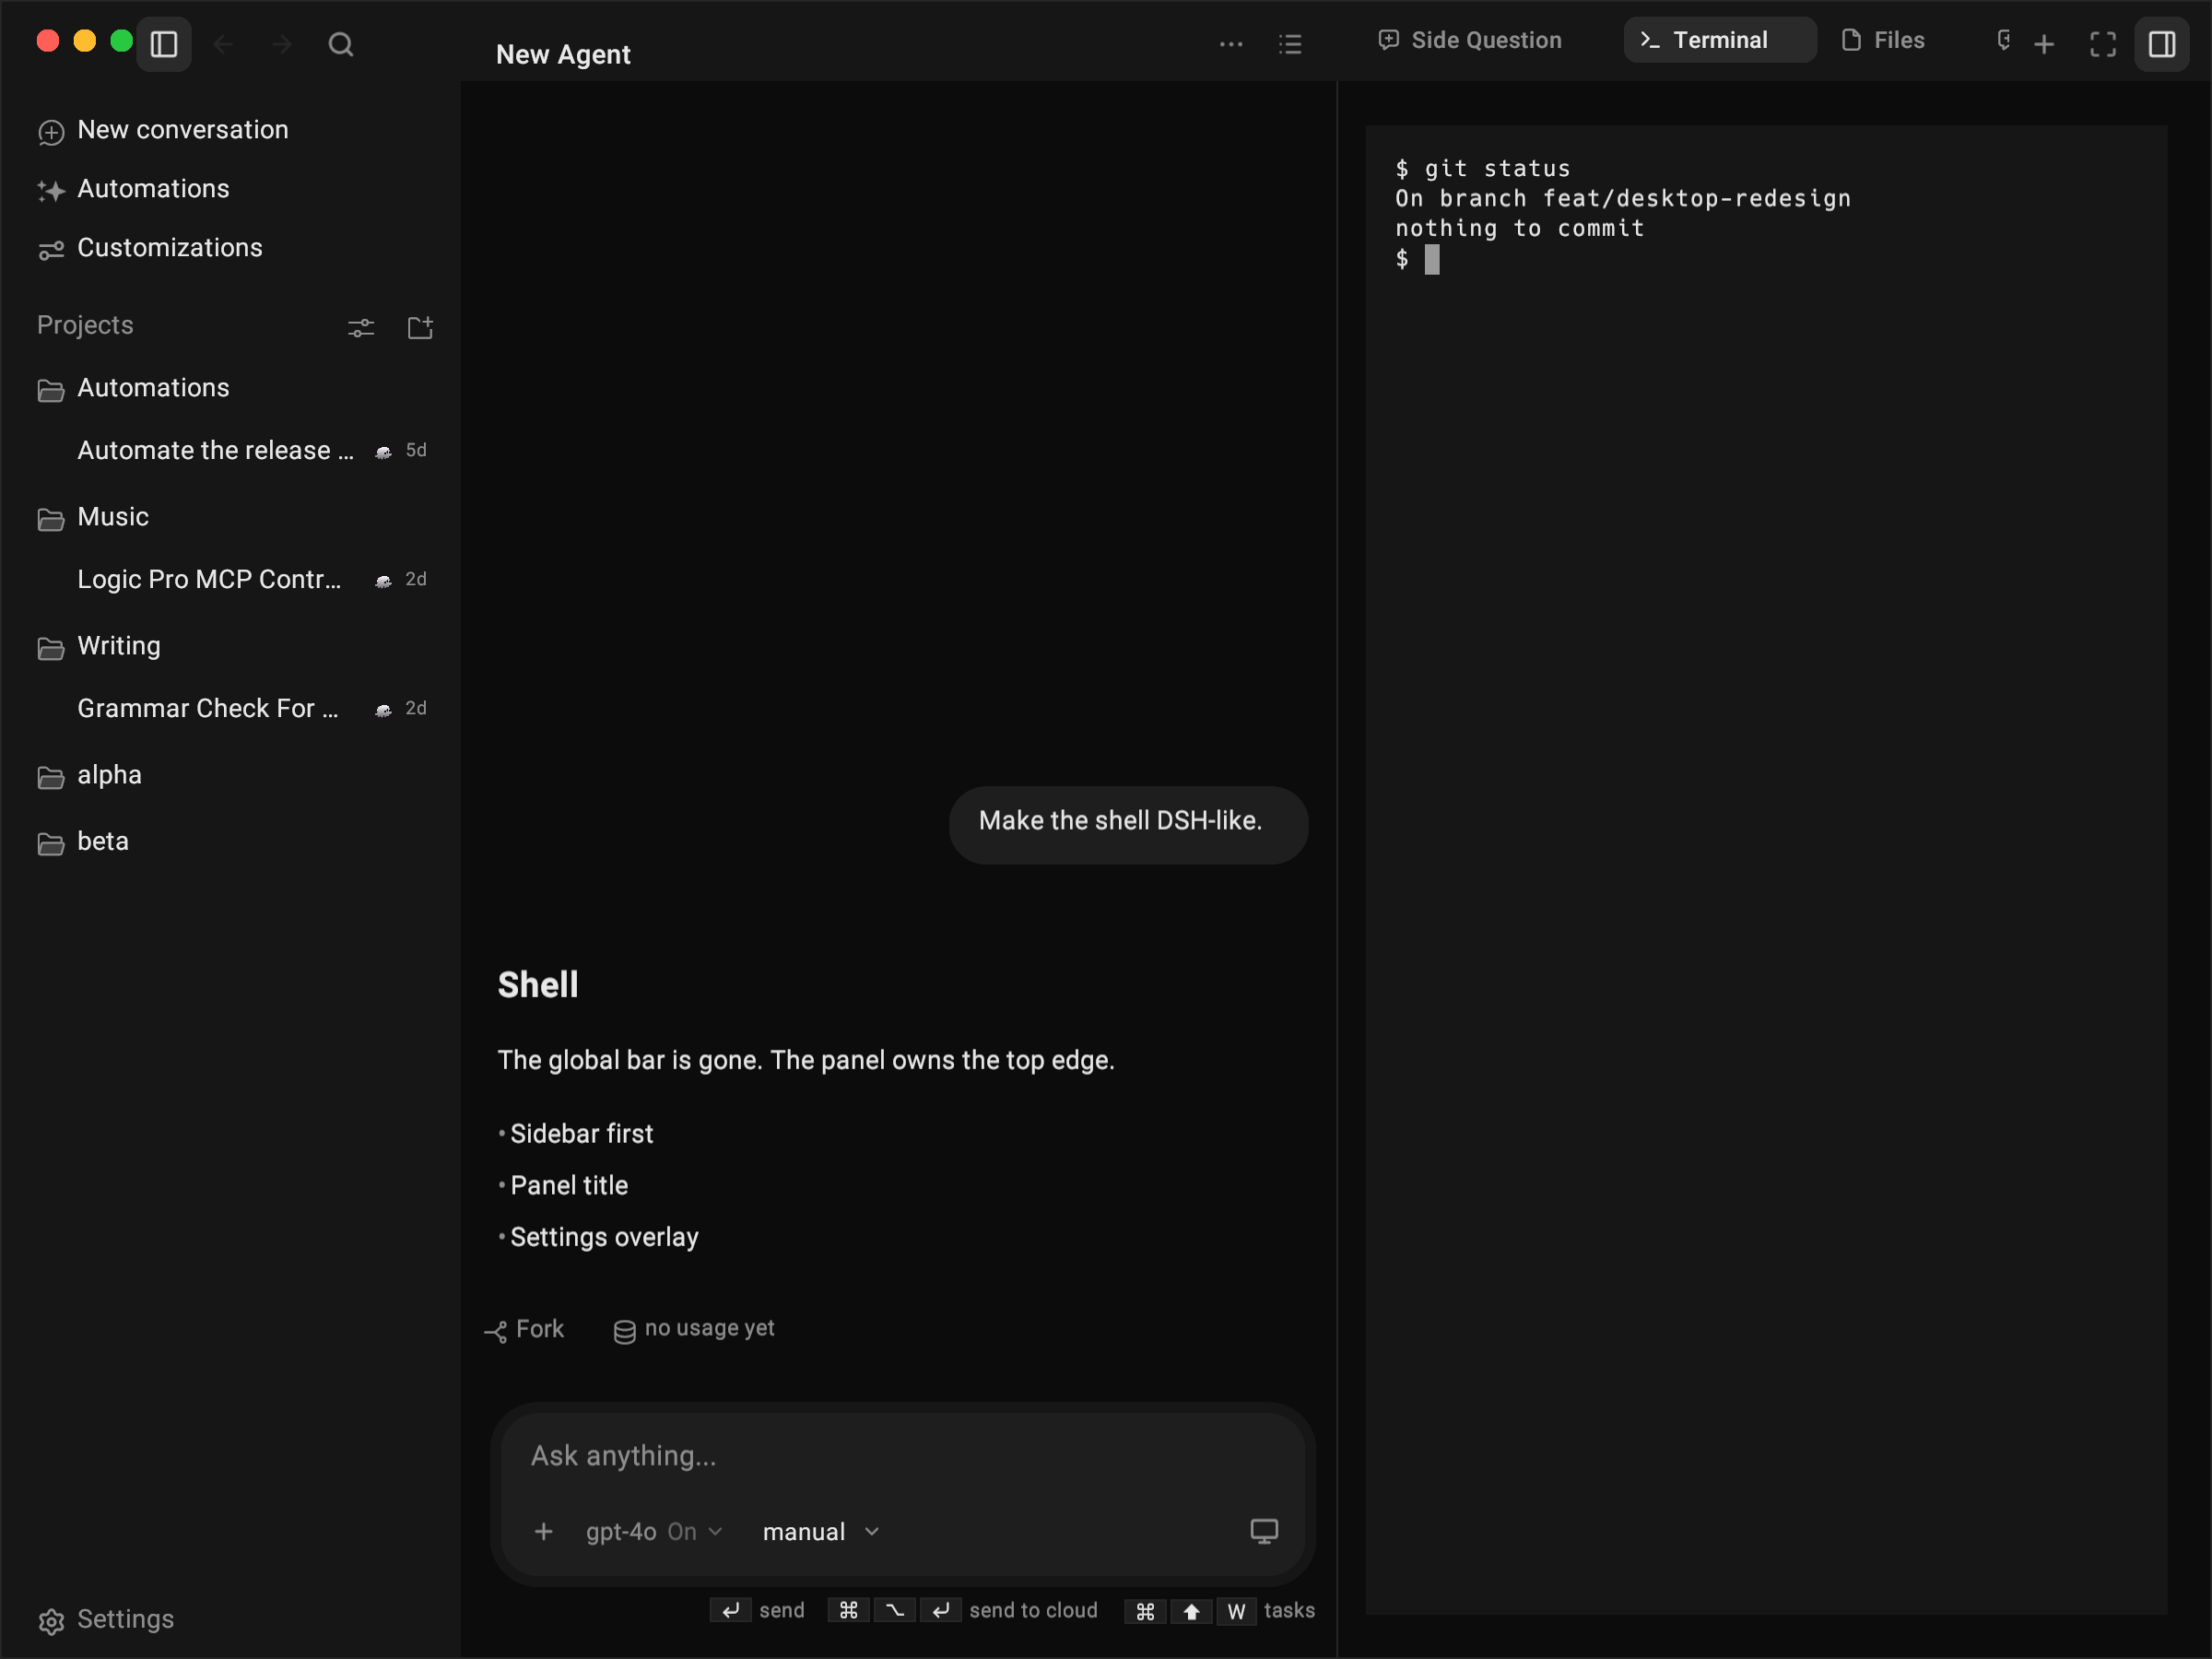 New Agent
Side Question
Terminal
Files
New conversation
Automations
Customizations
Projects
Automations
Automate the release ... 5d
Music
Logic Pro MCP Contr... 2d
Writing
Grammar Check For ... 2d
alpha
beta
Settings
Make the shell DSH-like.
Shell
The global bar is gone. The panel owns the top edge.
• Sidebar first
• Panel title
• Settings overlay
Fork
no usage yet
Ask anything...
gpt-4o On
manual
send
send to cloud
W tasks
$ git status
On branch feat/desktop-redesign
nothing to commit
$